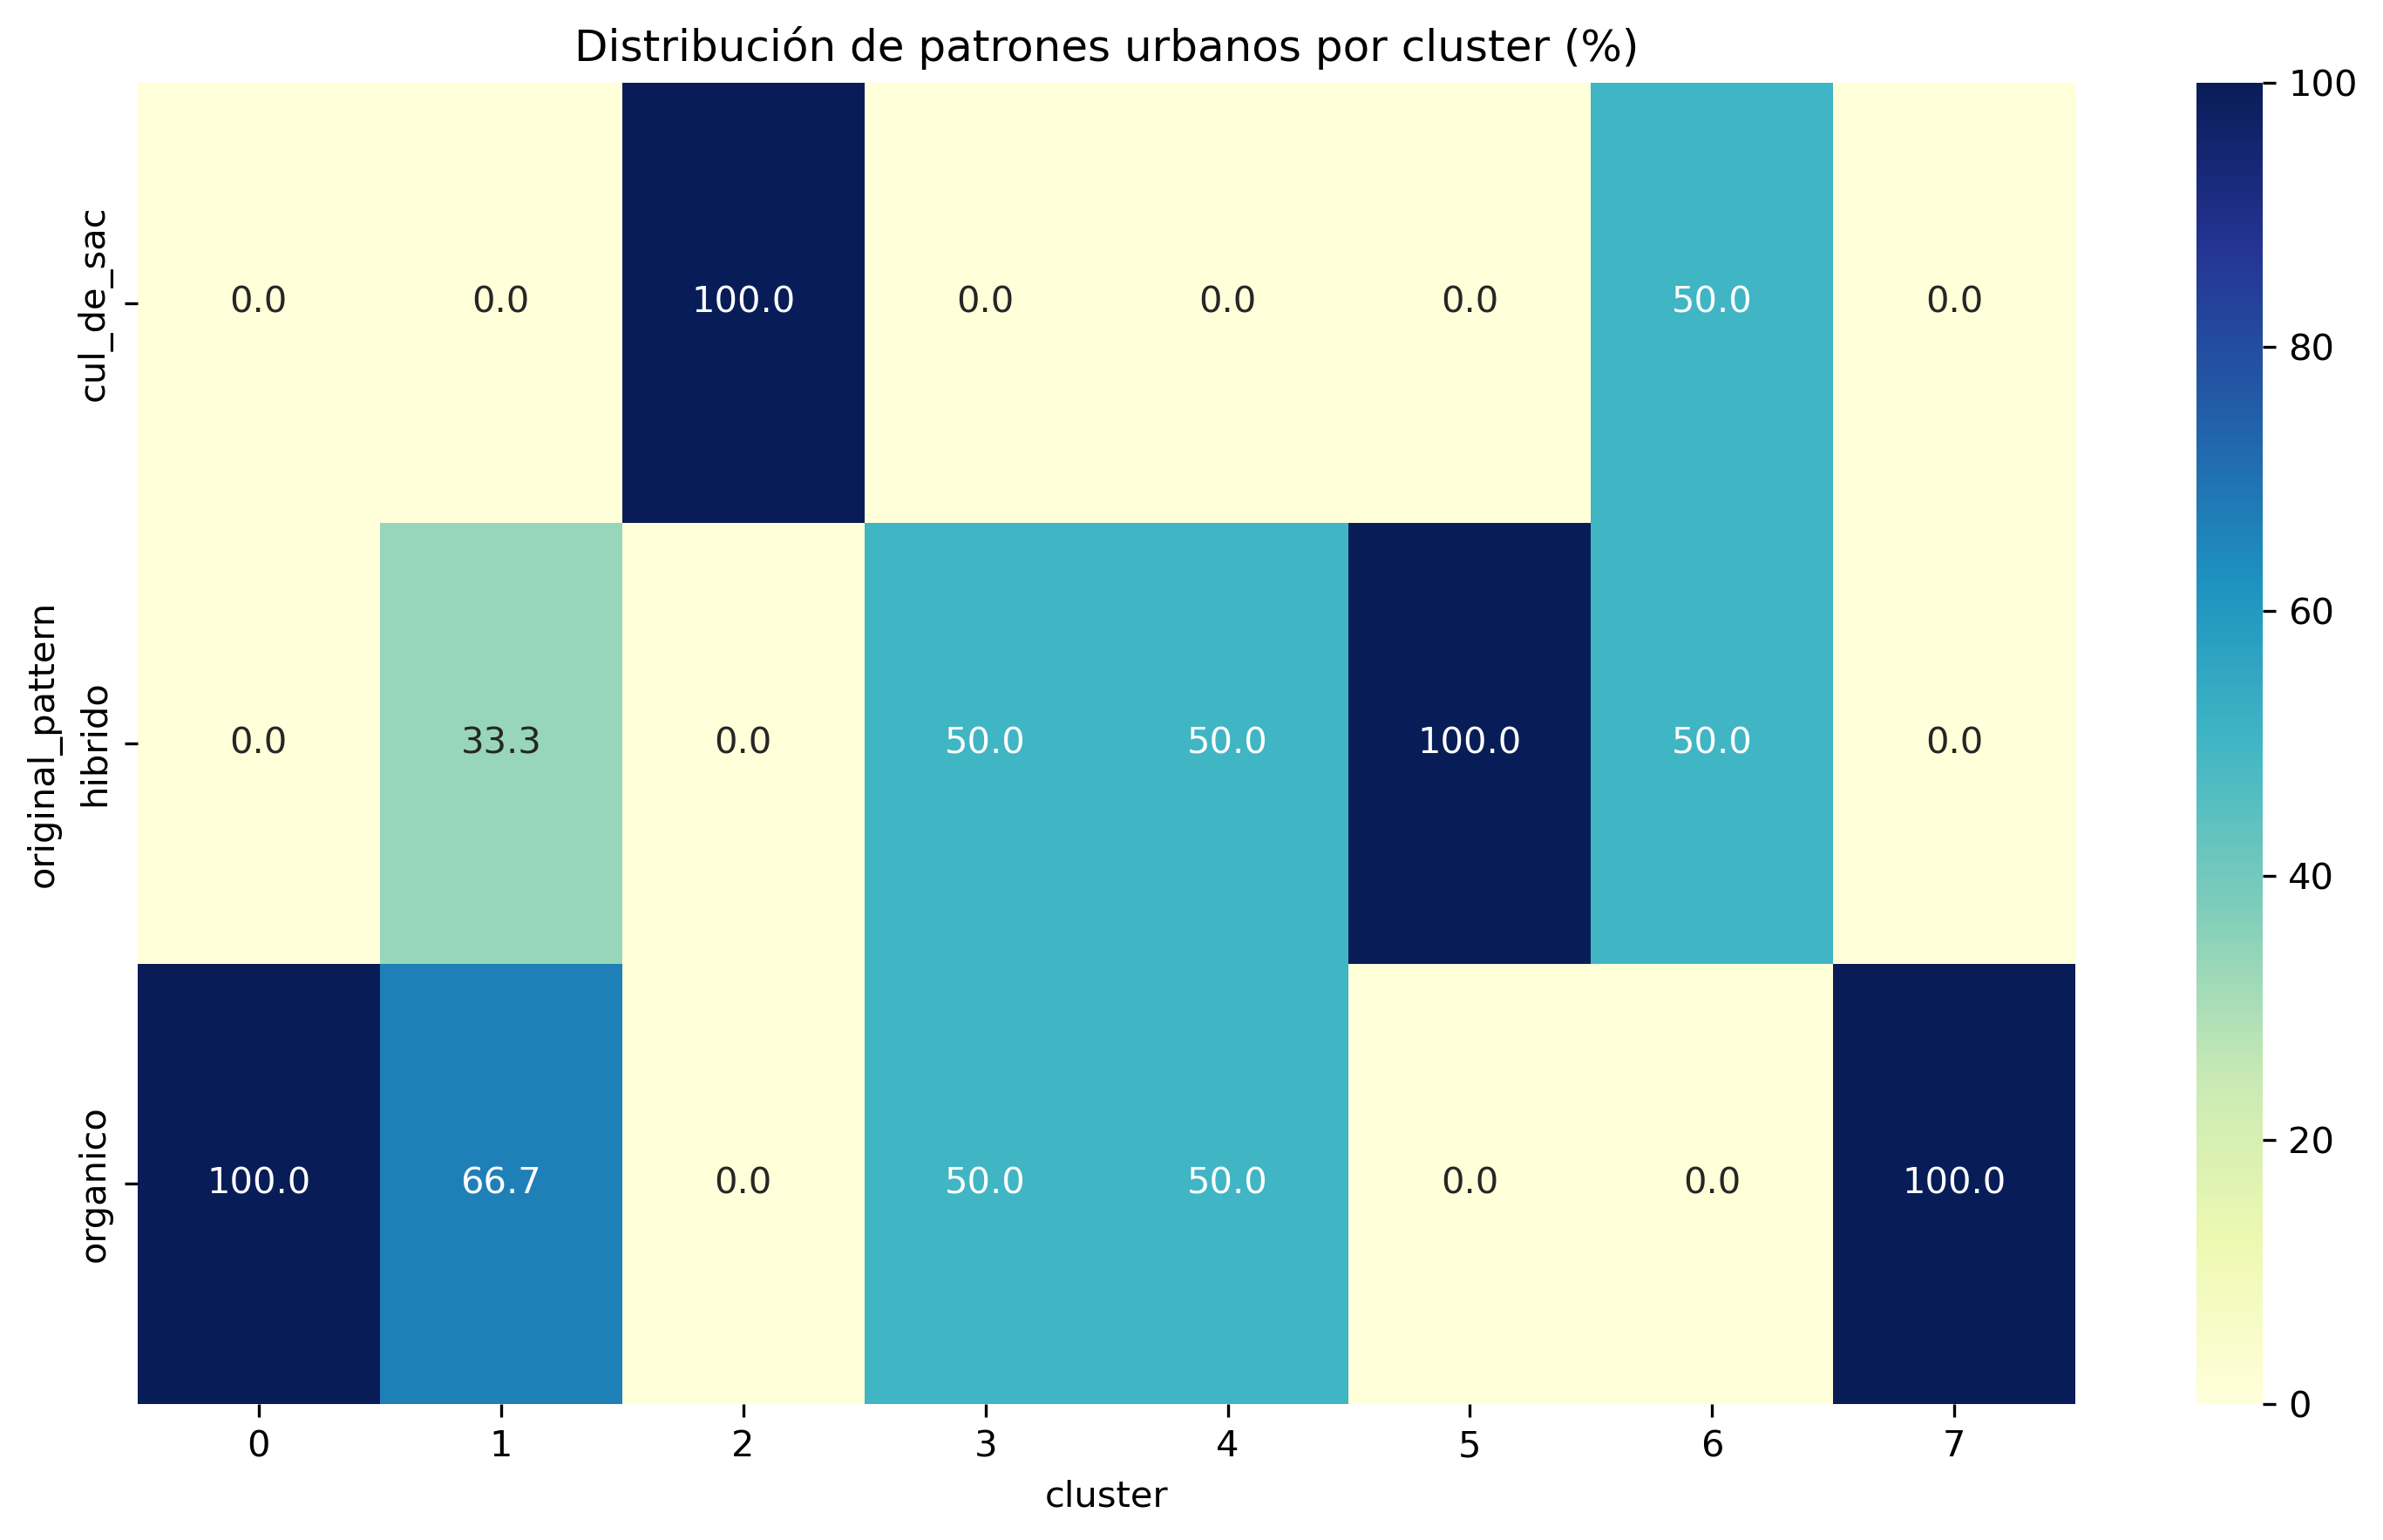 Distribución de patrones urbanos por cluster (%)
original_pattern
cul_de_sac
0.0 0.0 100.0 0.0 0.0 0.0 50.0 0.0
hibrido
0.0 33.3 0.0 50.0 50.0 100.0 50.0 0.0
organico
100.0 66.7 0.0 50.0 50.0 0.0 0.0 100.0
0 1 2 3 4 5 6 7
cluster
100
80
60
40
20
0